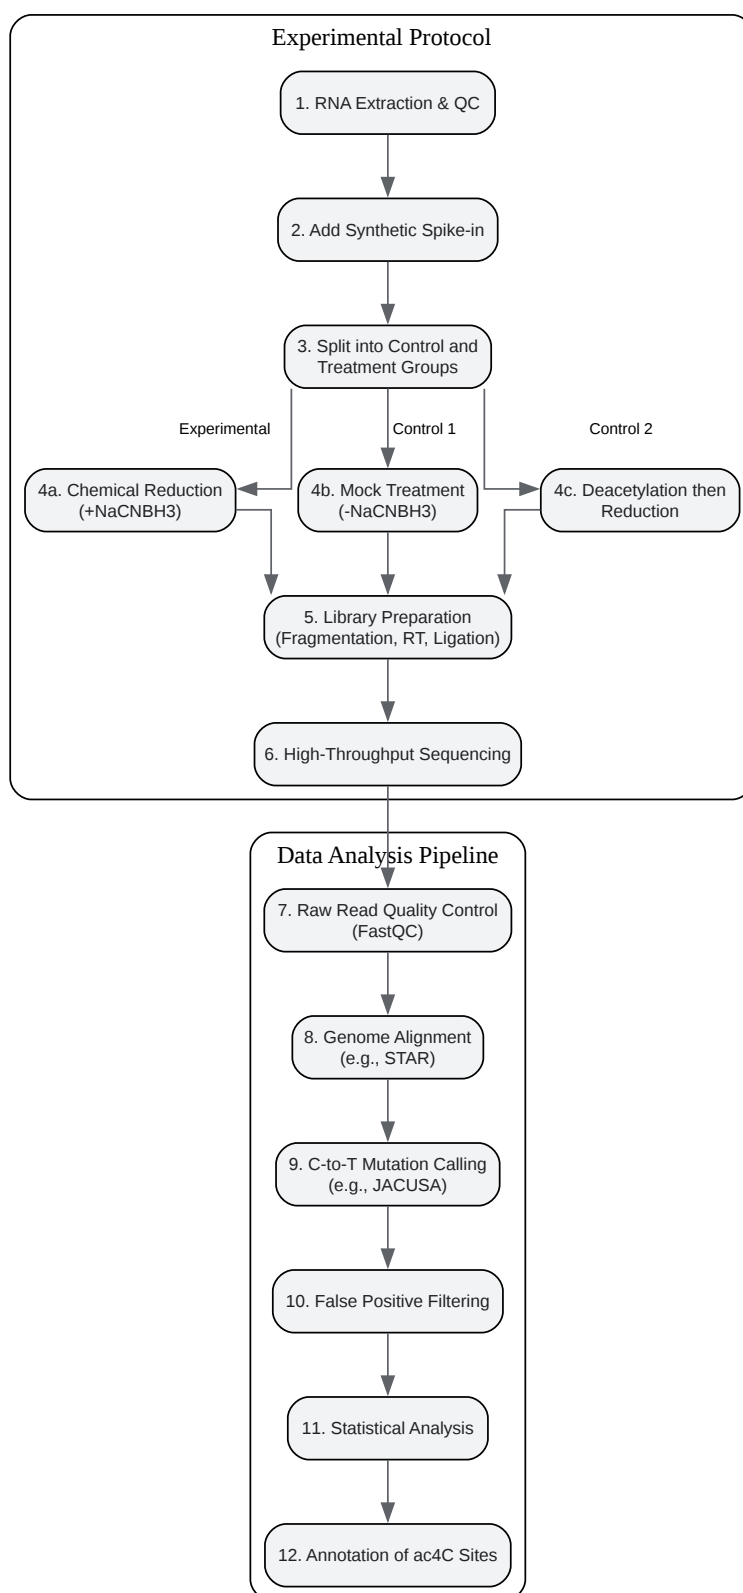 Experimental Protocol
1. RNA Extraction & QC
2. Add Synthetic Spike-in
3. Split into Control and
Treatment Groups
Experimental
Control 1
Control 2
4a. Chemical Reduction
(+NaCNBH3)
4b. Mock Treatment
(-NaCNBH3)
4c. Deacetylation then
Reduction
5. Library Preparation
(Fragmentation, RT, Ligation)
6. High-Throughput Sequencing
Data Analysis Pipeline
7. Raw Read Quality Control
(FastQC)
8. Genome Alignment
(e.g., STAR)
9. C-to-T Mutation Calling
(e.g., JACUSA)
10. False Positive Filtering
11. Statistical Analysis
12. Annotation of ac4C Sites